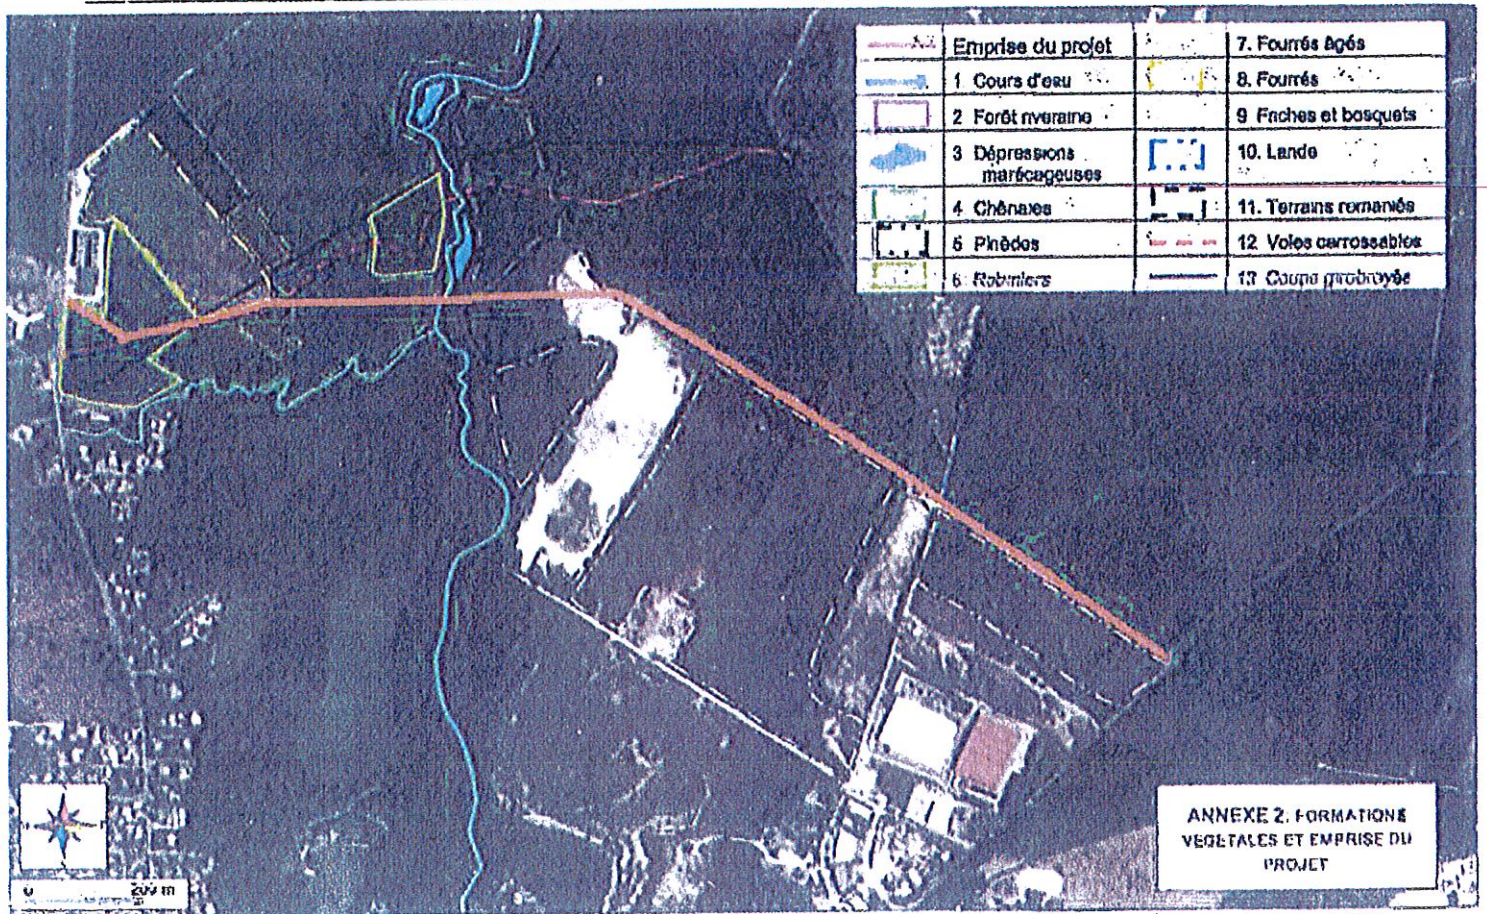 Emprise du projet
1 Cours d'eau
2 Forêt riveraine
3 Dépressions
marécageuses
4 Chênaies
5 Pinèdes
6. Robiniers
7. Fourrés âgés
8. Fourrés
9 Friches et bosquets
10. Lande
11. Terrains remaniés
12 Voies carrossables
13 Coupe girobroyée
0 200 m
ANNEXE 2. FORMATIONS
VEGETALES ET EMPRISE DU
PROJET